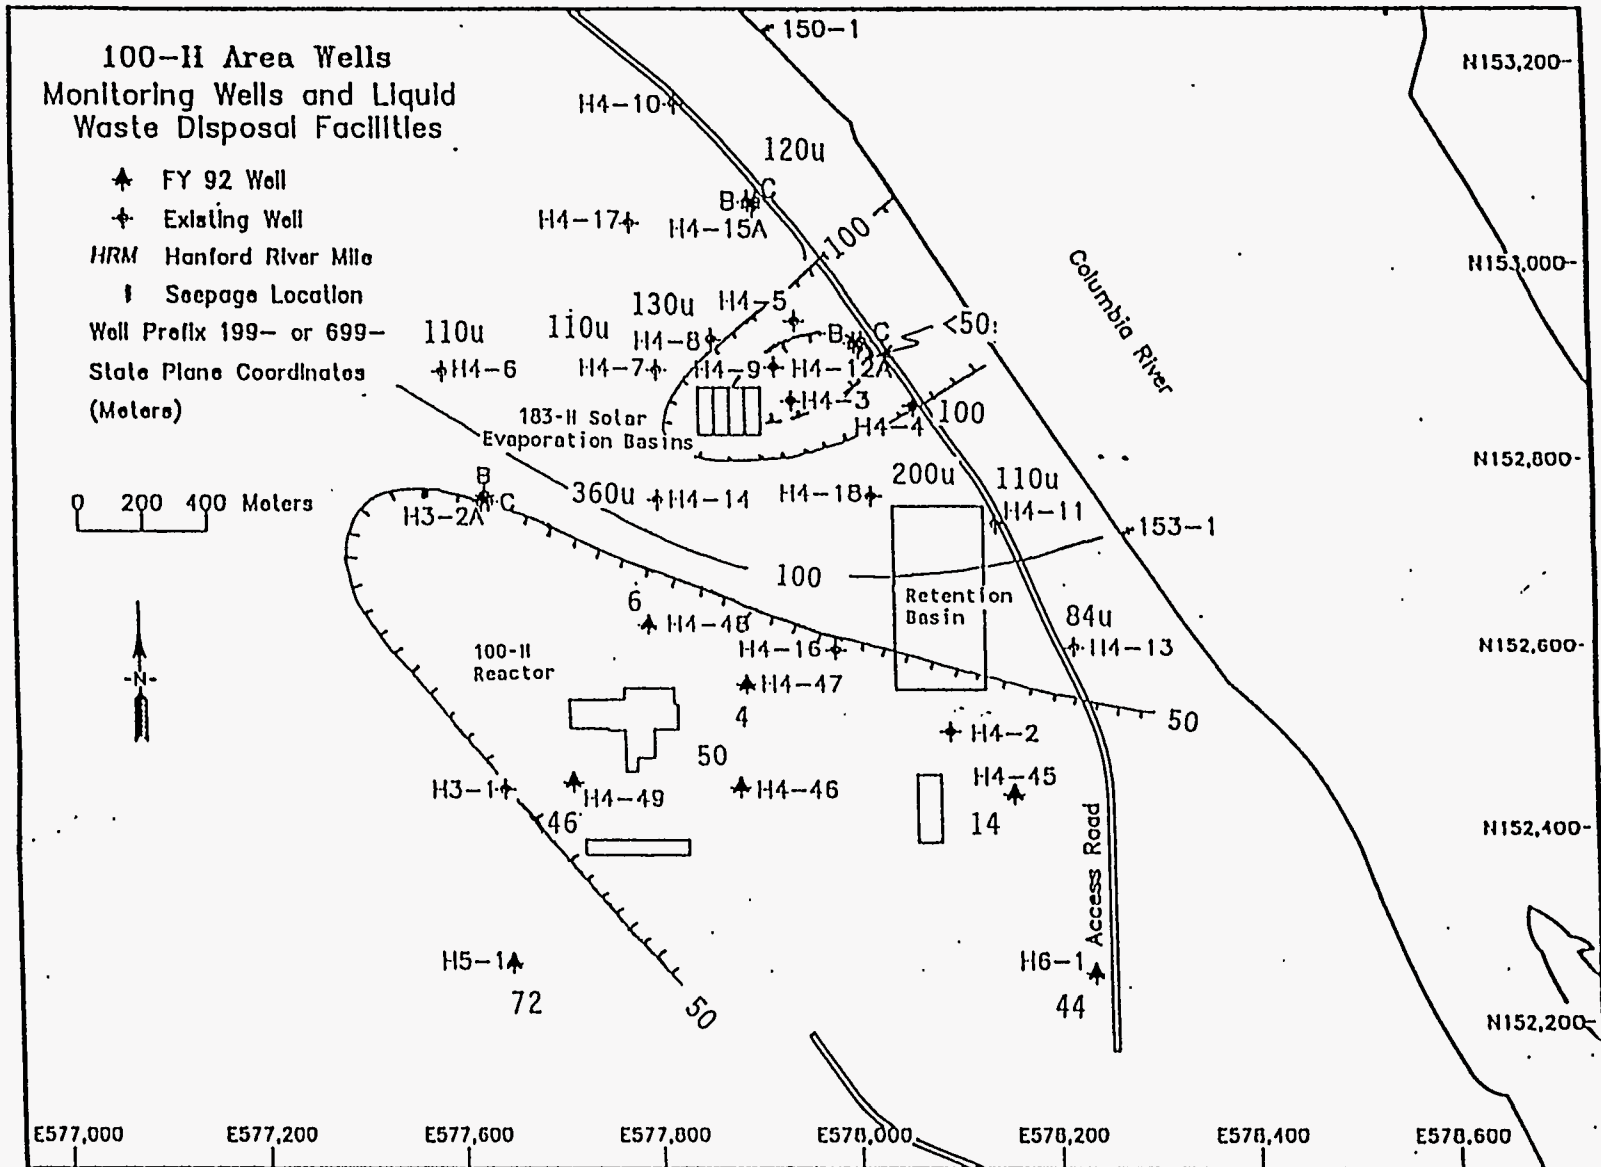 100-H Area Wells
Monitoring Wells and Liquid
Waste Disposal Facilities
FY 92 Well
Existing Well
HRM Hanford River Mile
Seepage Location
Well Prefix 199- or 699-
State Plane Coordinates
(Meters)
0 200 400 Meters
-N-
150-1
N153,200
H4-10
120u
B
C
H4-17
H4-15A
100
N153,000
Columbia River
130u
H4-5
110u
110u
H4-8
B
C
<50
H4-6
H4-7
H4-9
H4-12A
H4-3
183-H Solar
Evaporation Basins
H4-4
100
N152,800
B
C
H3-2A
360u
H4-14
H4-18
200u
110u
H4-11
153-1
100
Retention
Basin
6
H4-48
84u
H4-16
H4-13
N152,600
100-H
Reactor
H4-47
4
50
H4-2
50
H3-1
H4-49
H4-46
H4-45
46
14
N152,400
Access Road
H5-1
72
50
H6-1
44
N152,200
E577,000
E577,200
E577,600
E577,800
E578,000
E578,200
E578,400
E578,600